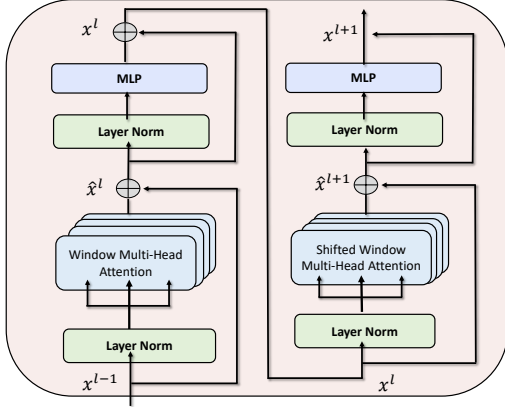 x^l
MLP
Layer Norm
x̂^l
Window Multi-Head
Attention
Layer Norm
x^{l-1}
x^{l+1}
MLP
Layer Norm
x̂^{l+1}
Shifted Window
Multi-Head Attention
Layer Norm
x^l